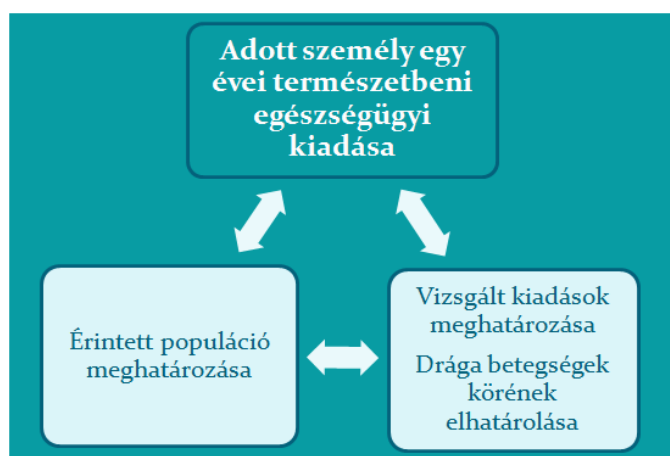 Adott személy egy
évei természetbeni
egészségügyi
kiadása
Érintett populáció
meghatározása
Vizsgált kiadások
meghatározása
Drága betegségek
körének
elhatárolása